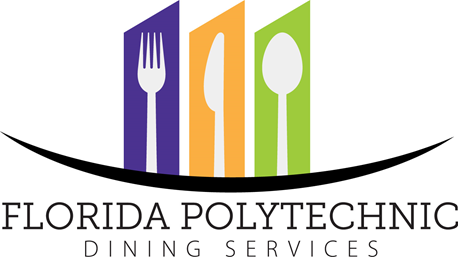 FLORIDA POLYTECHNIC
DINING SERVICES